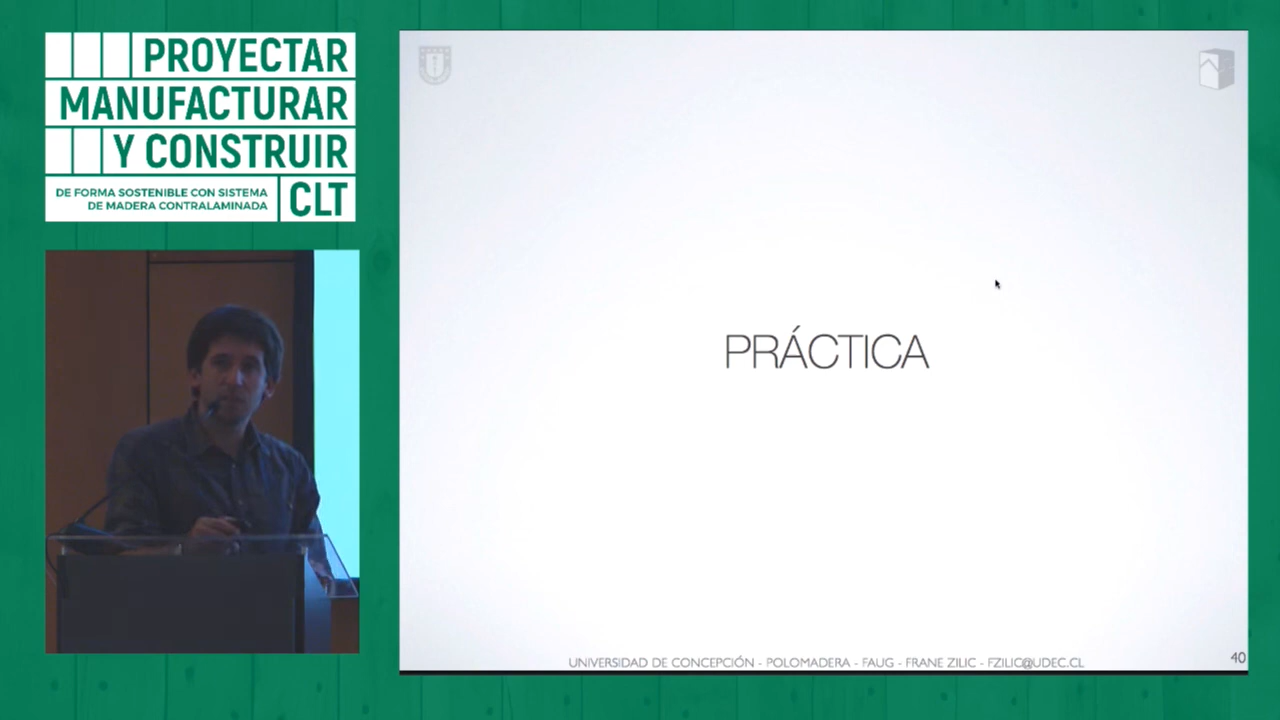 PROYECTAR
MANUFACTURAR
Y CONSTRUIR
DE FORMA SOSTENIBLE CON SISTEMA
DE MADERA CONTRALAMINADA
CLT
PRÁCTICA
UNIVERSIDAD DE CONCEPCIÓN - POLOMADERA - FAUG - FRANE ZILIC - FZILIC@UDEC.CL
40